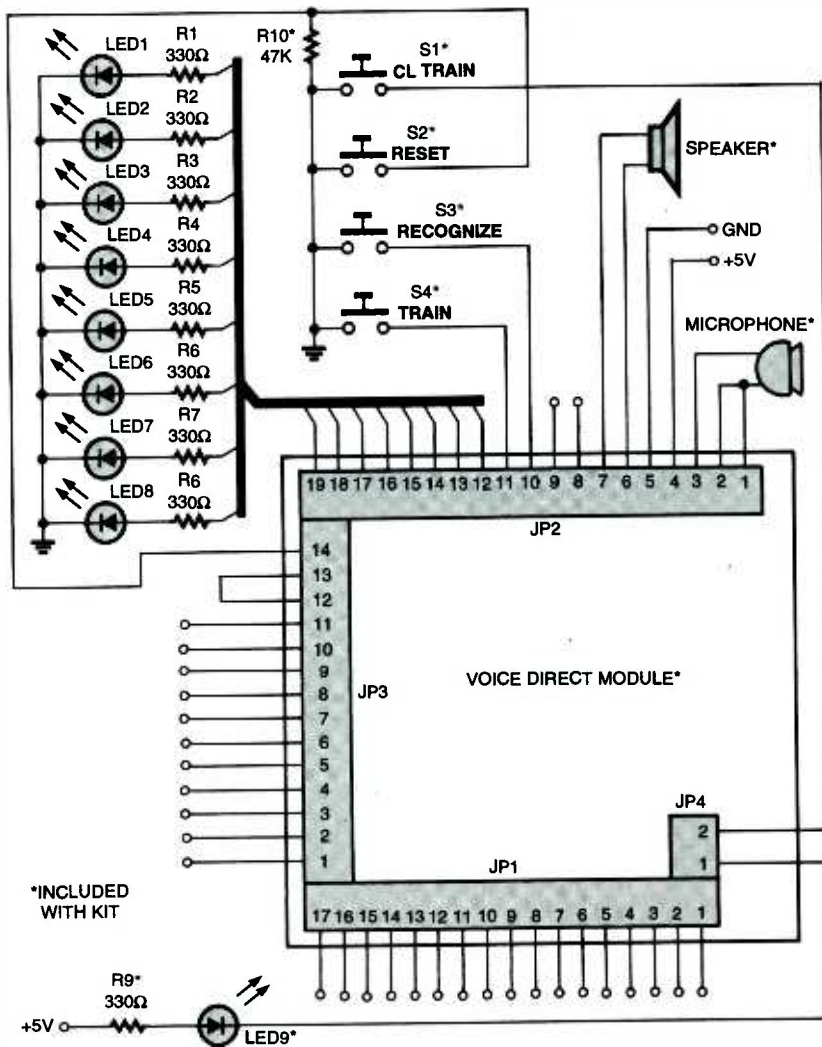 LED1
R1
330Ω
LED2
R2
330Ω
LED3
R3
330Ω
LED4
R4
330Ω
LED5
R5
330Ω
LED6
R6
330Ω
LED7
R7
330Ω
LED8
R6
330Ω
R10*
47K
S1*
CL TRAIN
S2*
RESET
S3*
RECOGNIZE
S4*
TRAIN
SPEAKER*
GND
+5V
MICROPHONE*
19 18 17 16 15 14 13 12 11 10 9 8 7 6 5 4 3 2 1
JP2
14
13
12
11
10
9
8
7
6
5
4
3
2
1
JP3
VOICE DIRECT MODULE*
JP4
2
1
JP1
17 16 15 14 13 12 11 10 9 8 7 6 5 4 3 2 1
*INCLUDED
WITH KIT
R9*
330Ω
+5V
LED9*